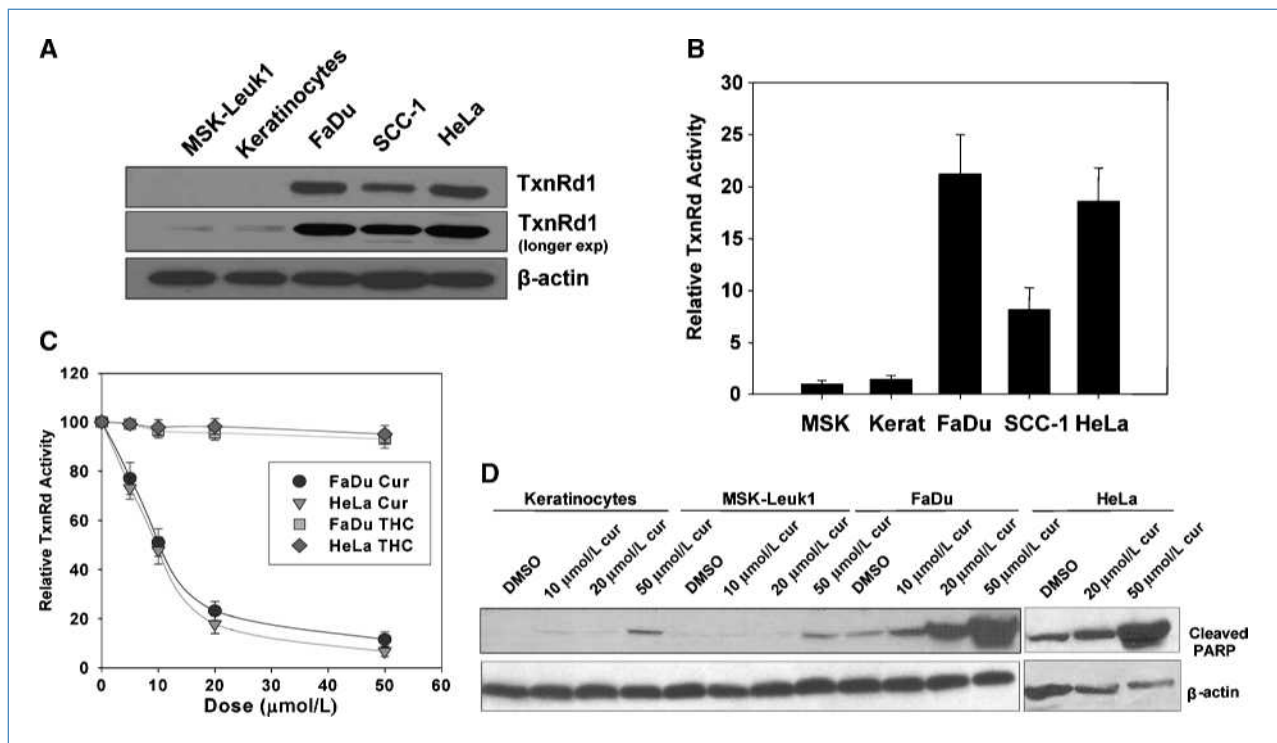 A
MSK-Leuk1
Keratinocytes
FaDu
SCC-1
HeLa
TxnRd1
TxnRd1
(longer exp)
β-actin
B
Relative TxnRd Activity
30
25
20
15
10
5
0
MSK Kerat FaDu SCC-1 HeLa
C
Relative TxnRd Activity
120
100
80
60
40
20
0
0 10 20 30 40 50 60
Dose (μmol/L)
FaDu Cur
HeLa Cur
FaDu THC
HeLa THC
D
Keratinocytes MSK-Leuk1 FaDu HeLa
DMSO 10 μmol/L cur 20 μmol/L cur 50 μmol/L cur DMSO 10 μmol/L cur 20 μmol/L cur 50 μmol/L cur DMSO 10 μmol/L cur 20 μmol/L cur 50 μmol/L cur DMSO 20 μmol/L cur 50 μmol/L cur
Cleaved
PARP
β-actin